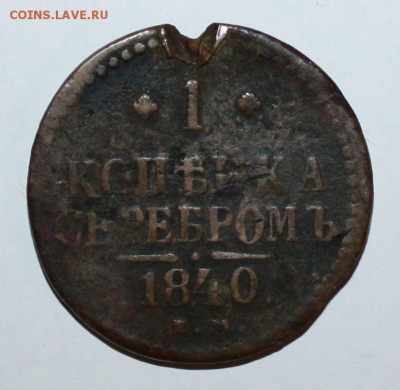 COINS.LAVE.RU
1
КОПѢЙКА
СЕРЕБРОМЪ
1840.
Е.М.